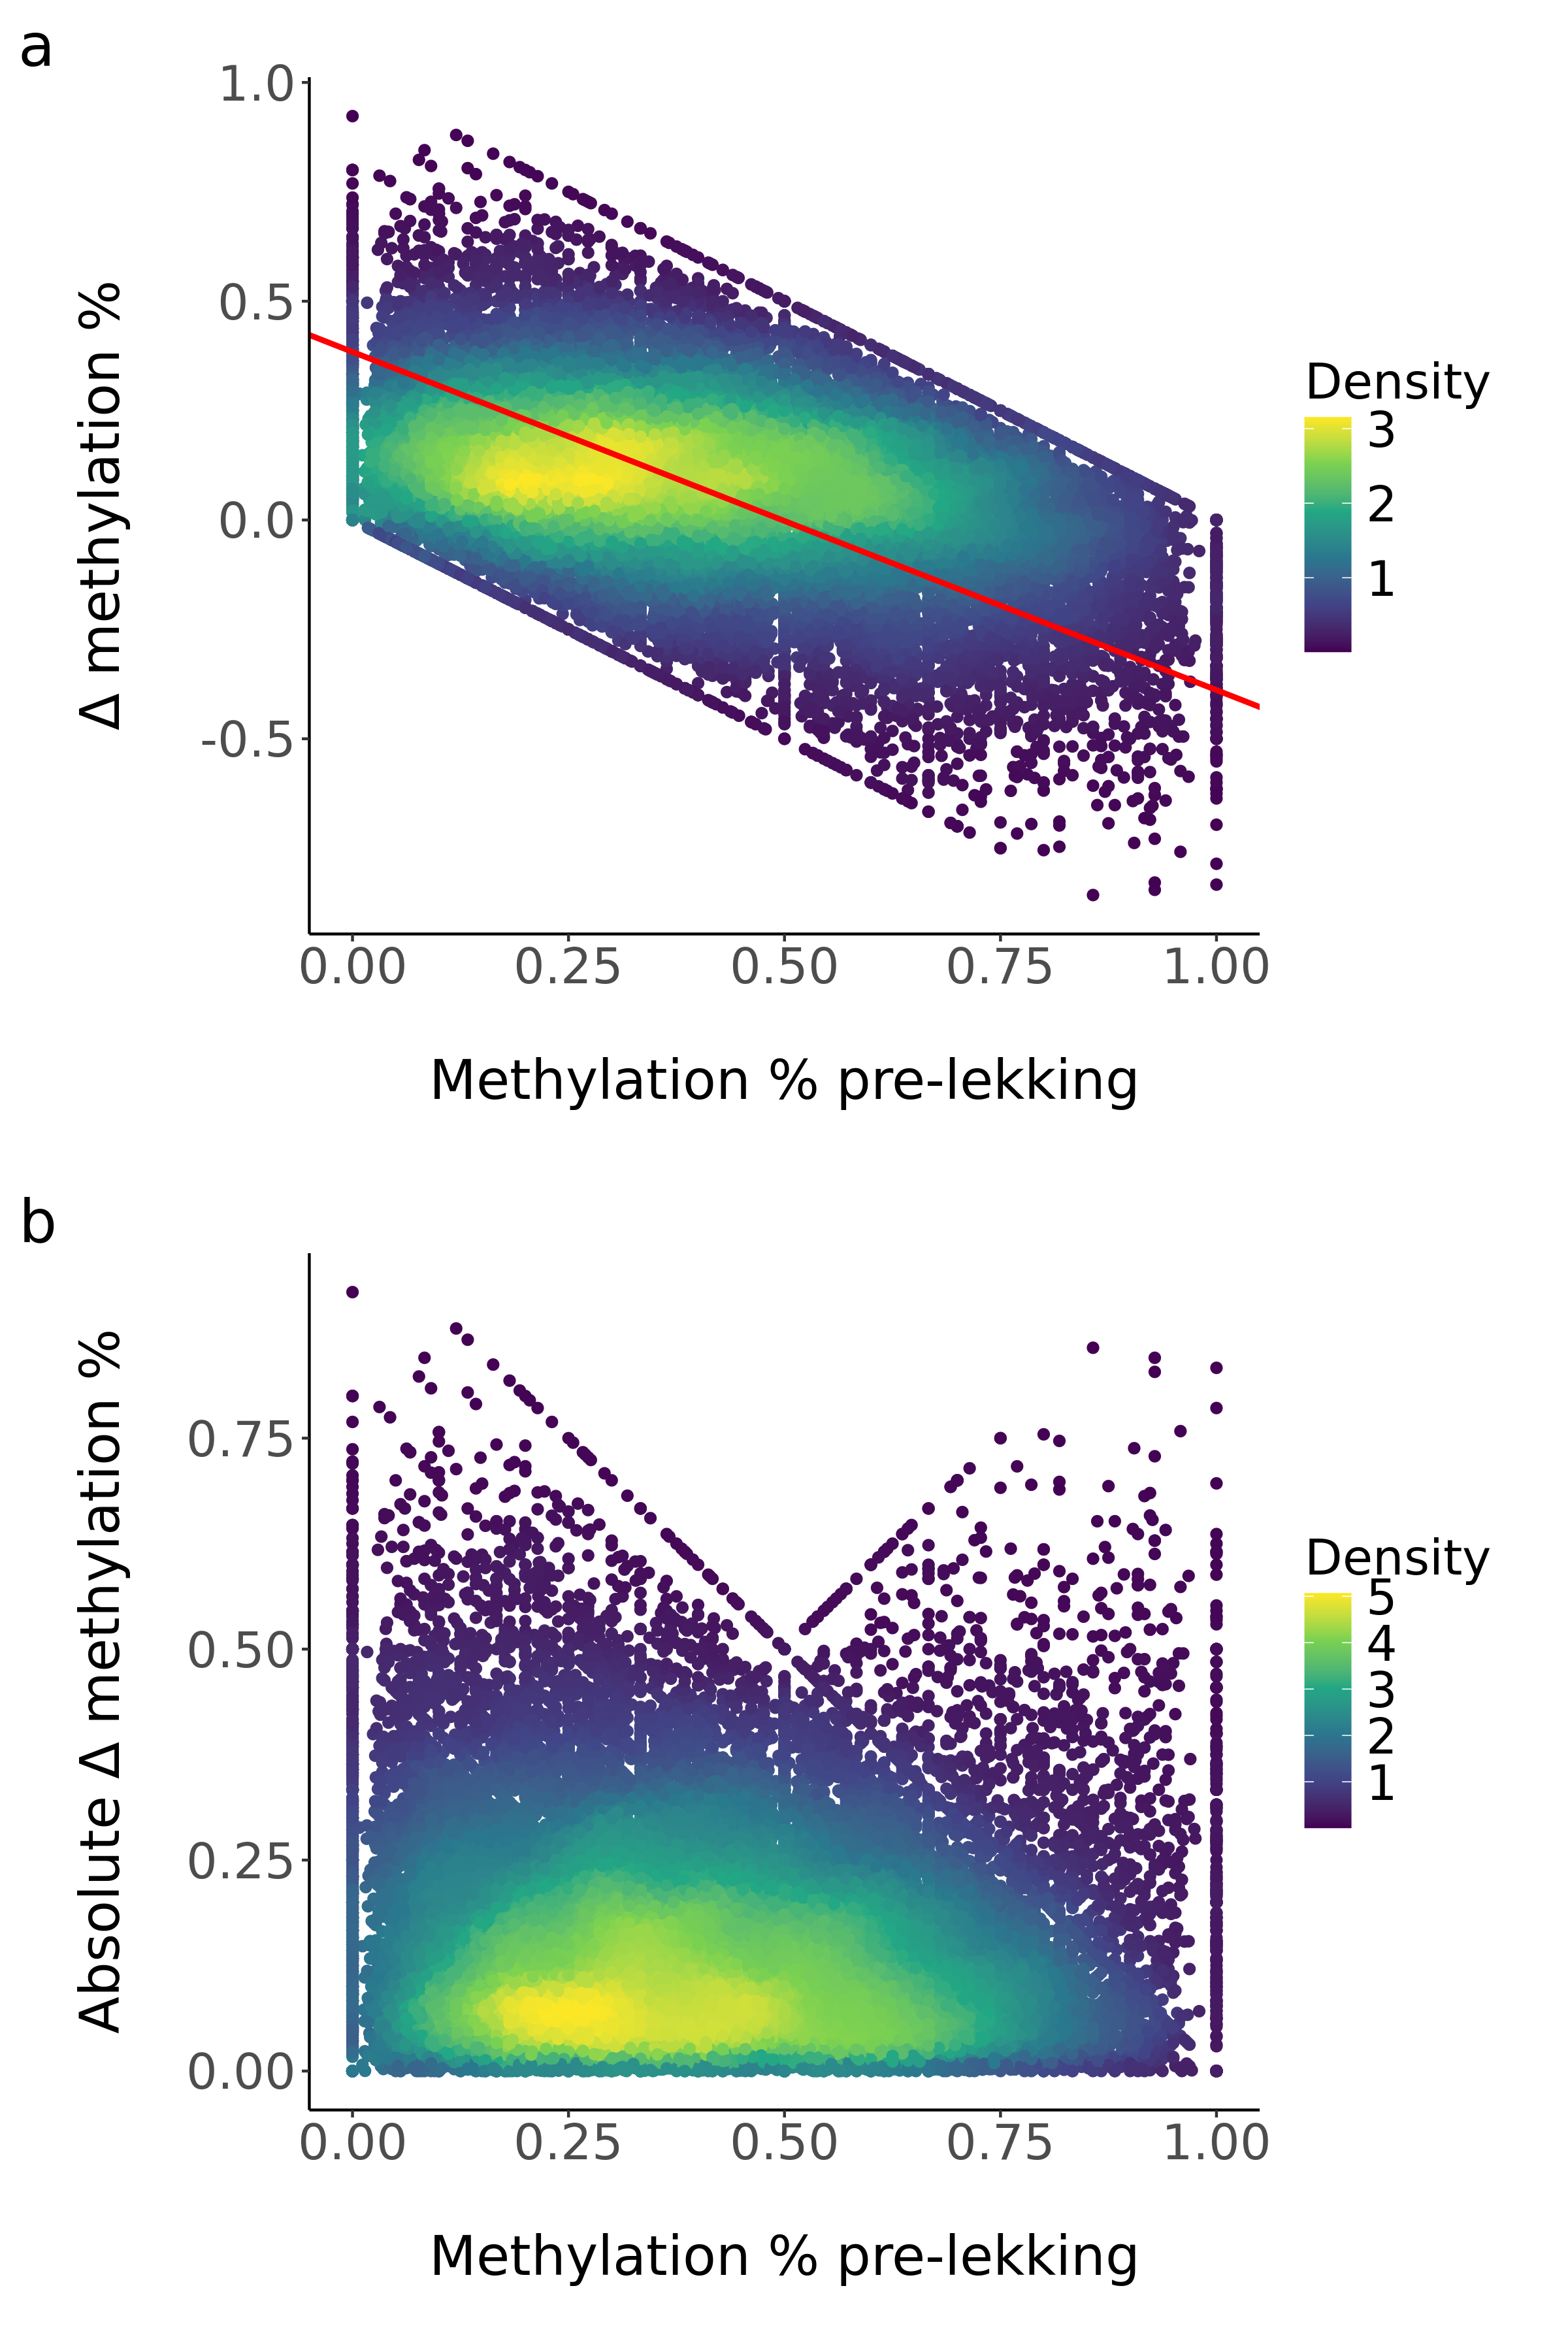 a
1.0
0.5
0.0
-0.5
Δ methylation %
0.00 0.25 0.50 0.75 1.00
Methylation % pre-lekking
Density
3
2
1
b
0.75
0.50
0.25
0.00
Absolute Δ methylation %
0.00 0.25 0.50 0.75 1.00
Methylation % pre-lekking
Density
5
4
3
2
1